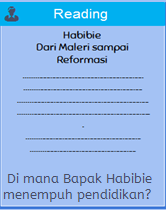 Reading
Habibie
Dari Maleri sampai
Reformasi
Di mana Bapak Habibie
menempuh pendidikan?